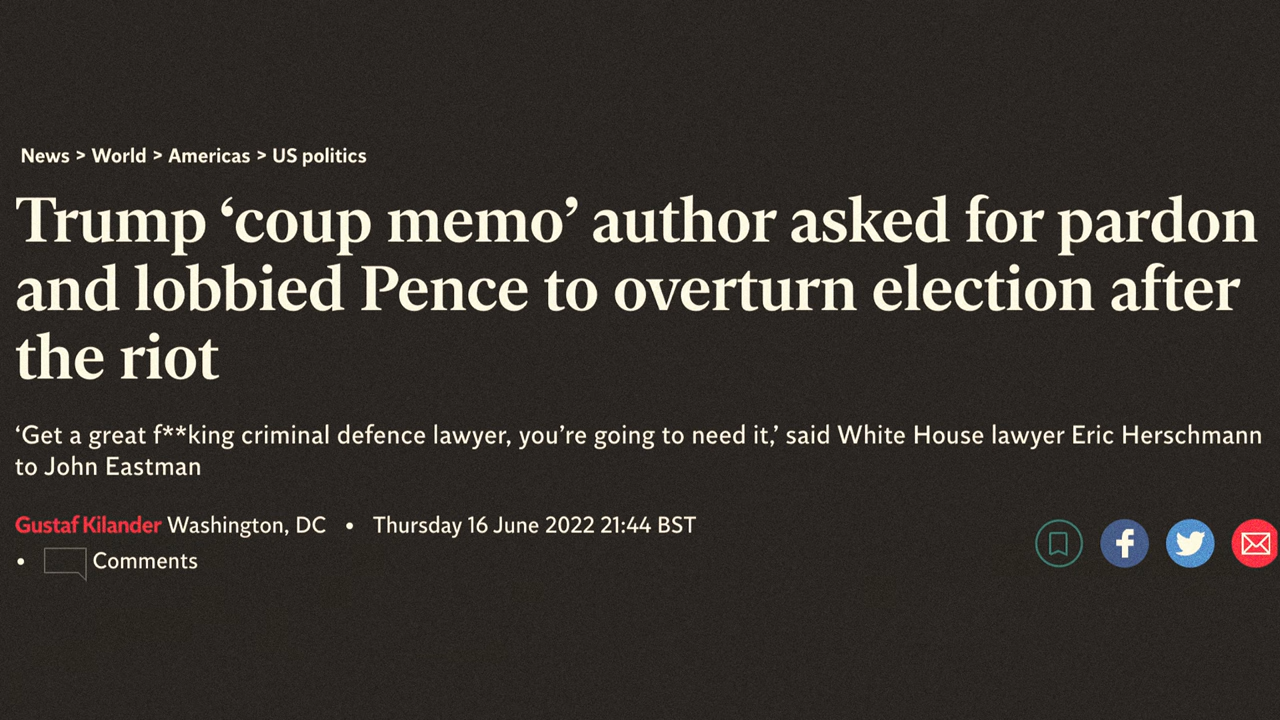 News > World > Americas > US politics
Trump ‘coup memo’ author asked for pardon
and lobbied Pence to overturn election after
the riot
‘Get a great f**king criminal defence lawyer, you’re going to need it,’ said White House lawyer Eric Herschmann
to John Eastman
Gustaf Kilander Washington, DC • Thursday 16 June 2022 21:44 BST
• Comments